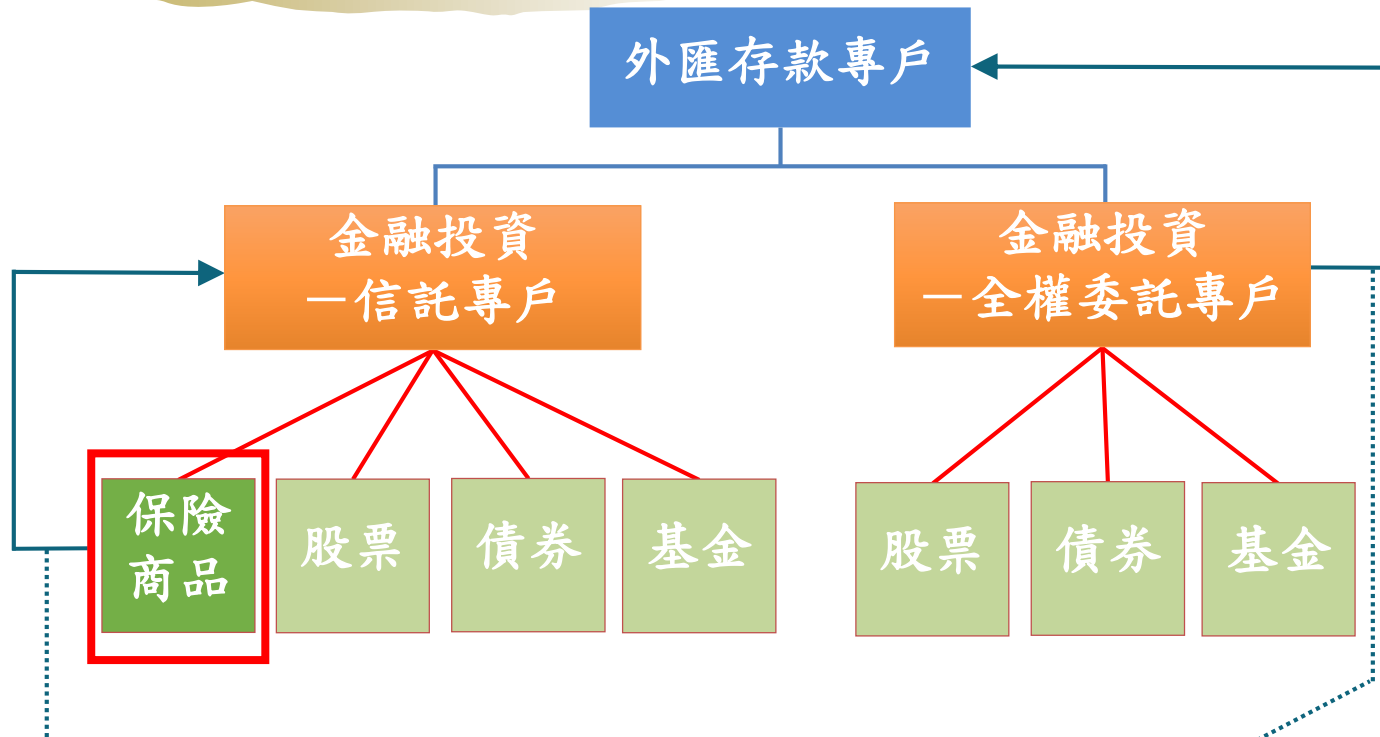 外匯存款專戶
金融投資
－信託專戶
金融投資
－全權委託專戶
保險
商品
股票
債券
基金
股票
債券
基金